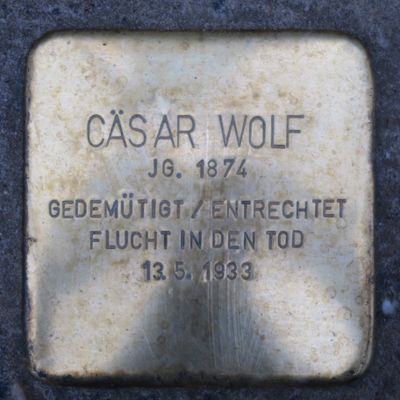 CÄSAR WOLF
JG. 1874
GEDEMÜTIGT / ENTRECHTET
FLUCHT IN DEN TOD
13. 5. 1933